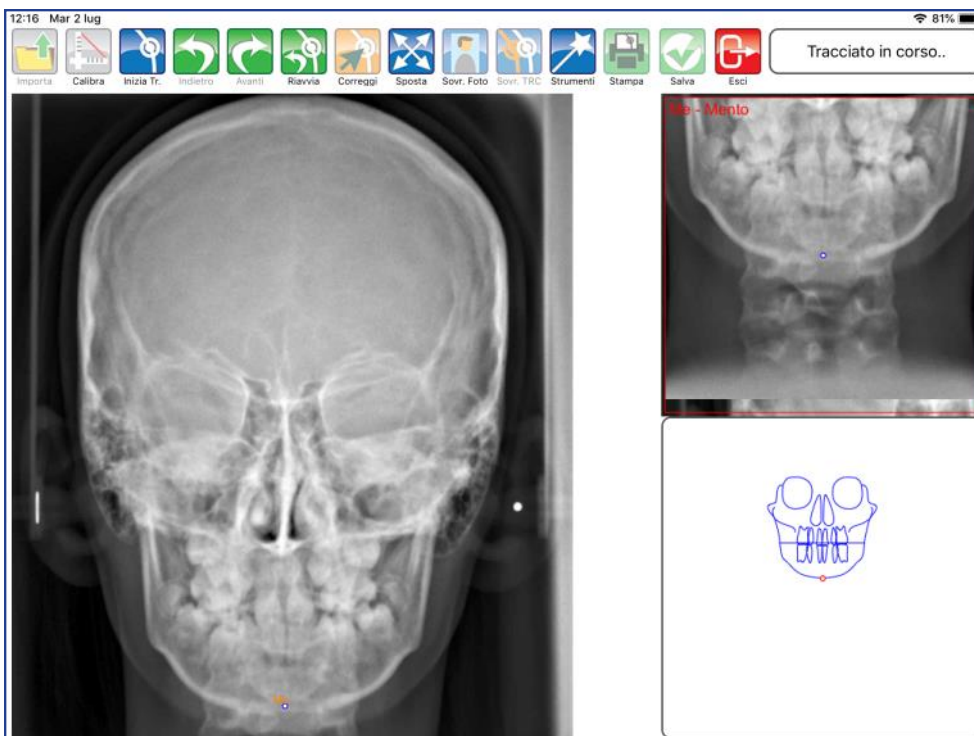 12:16 Mar 2 lug
81%
Importa
Calibra
Inizia Tr.
Indietro
Avanti
Riavvia
Correggi
Sposta
Sovr. Foto
Sovr. TRC
Strumenti
Stampa
Salva
Esci
Tracciato in corso..
Me - Mento